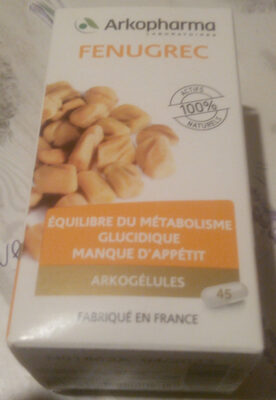 Arkopharma
LABORATOIRES
FENUGREC
ACTIFS
100%
NATURELS
ÉQUILIBRE DU MÉTABOLISME
GLUCIDIQUE
MANQUE D'APPÉTIT
ARKOGÉLULES
45
FABRIQUÉ EN FRANCE